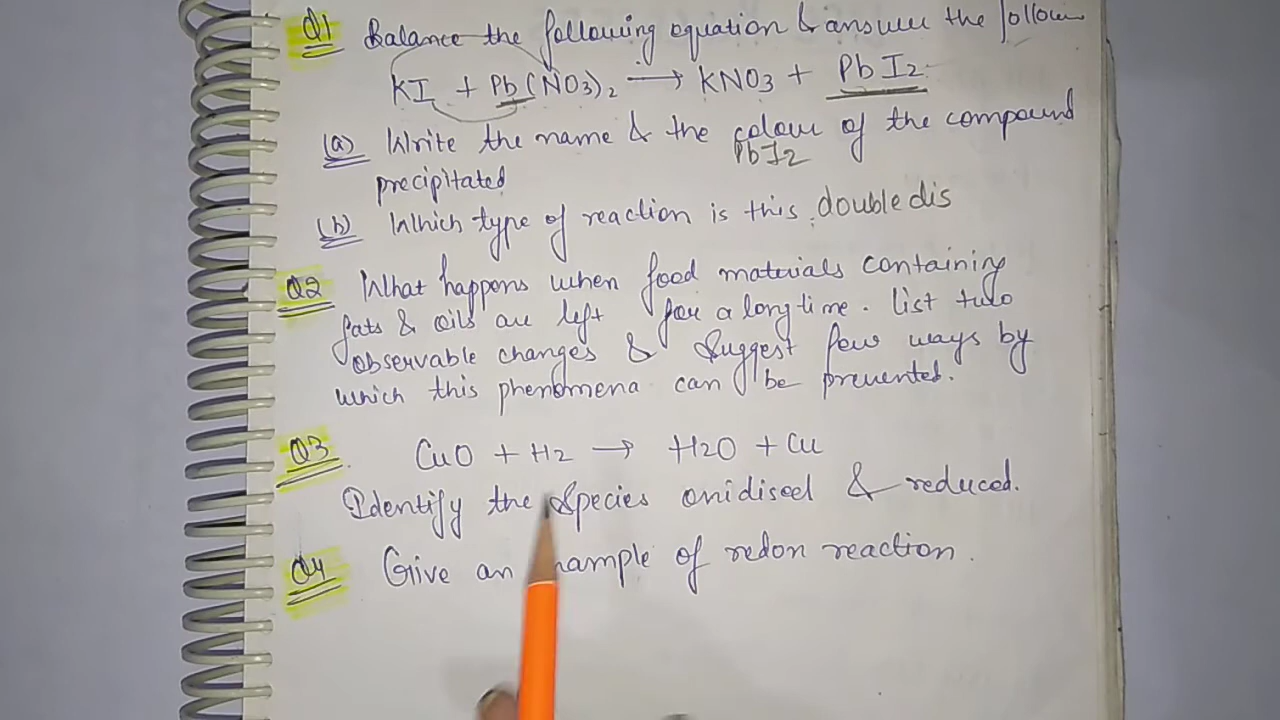 Q1 Balance the following equation & answer the follow
KI + Pb(NO3)2 → KNO3 + PbI2
(a) Write the name & the colour of the compound
PbI2
precipitated
(b) Which type of reaction is this. double dis
Q2 What happens when food materials containing
fats & oils are left for a long time. List two
observable changes & Suggest few ways by
which this phenomena can be prevented.
Q3 CuO + H2 → H2O + Cu
Identify the Species oxidised & reduced.
Q4 Give an example of redox reaction.